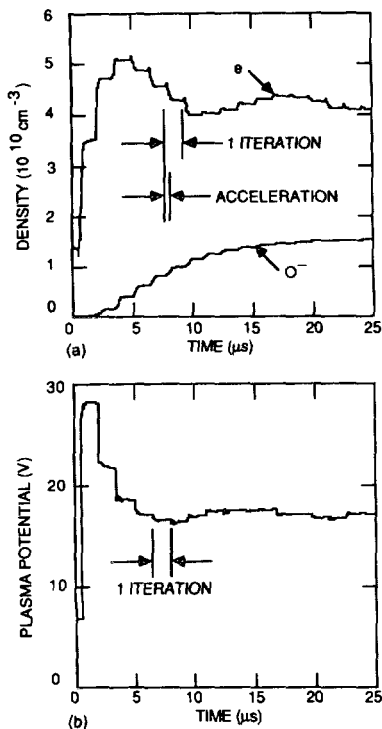 6
5
4
3
2
1
0
DENSITY (10 10 cm−3)
e
1 ITERATION
ACCELERATION
O−
0 5 10 15 20 25
(a) TIME (μs)
30
20
10
0
PLASMA POTENTIAL (V)
1 ITERATION
0 5 10 15 20 25
(b) TIME (μs)